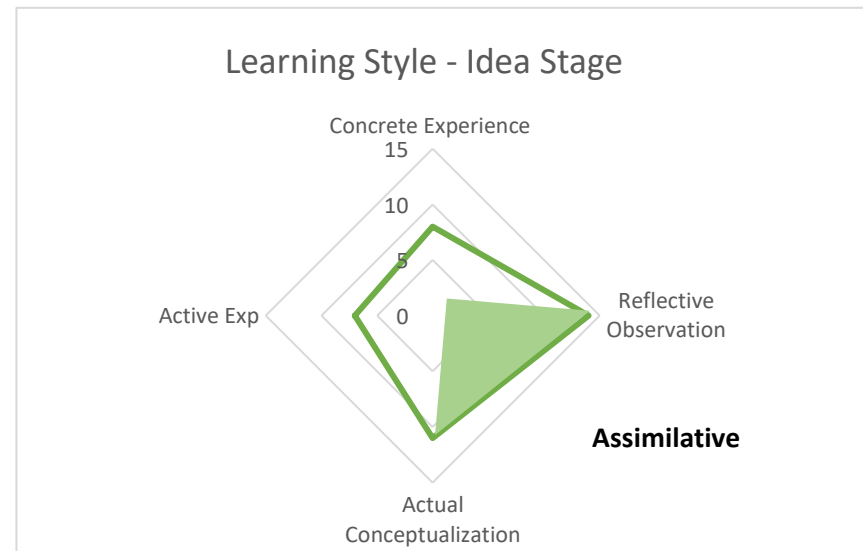 Learning Style - Idea Stage
Concrete Experience
15
10
5
0
Active Exp
Reflective
Observation
Assimilative
Actual
Conceptualization